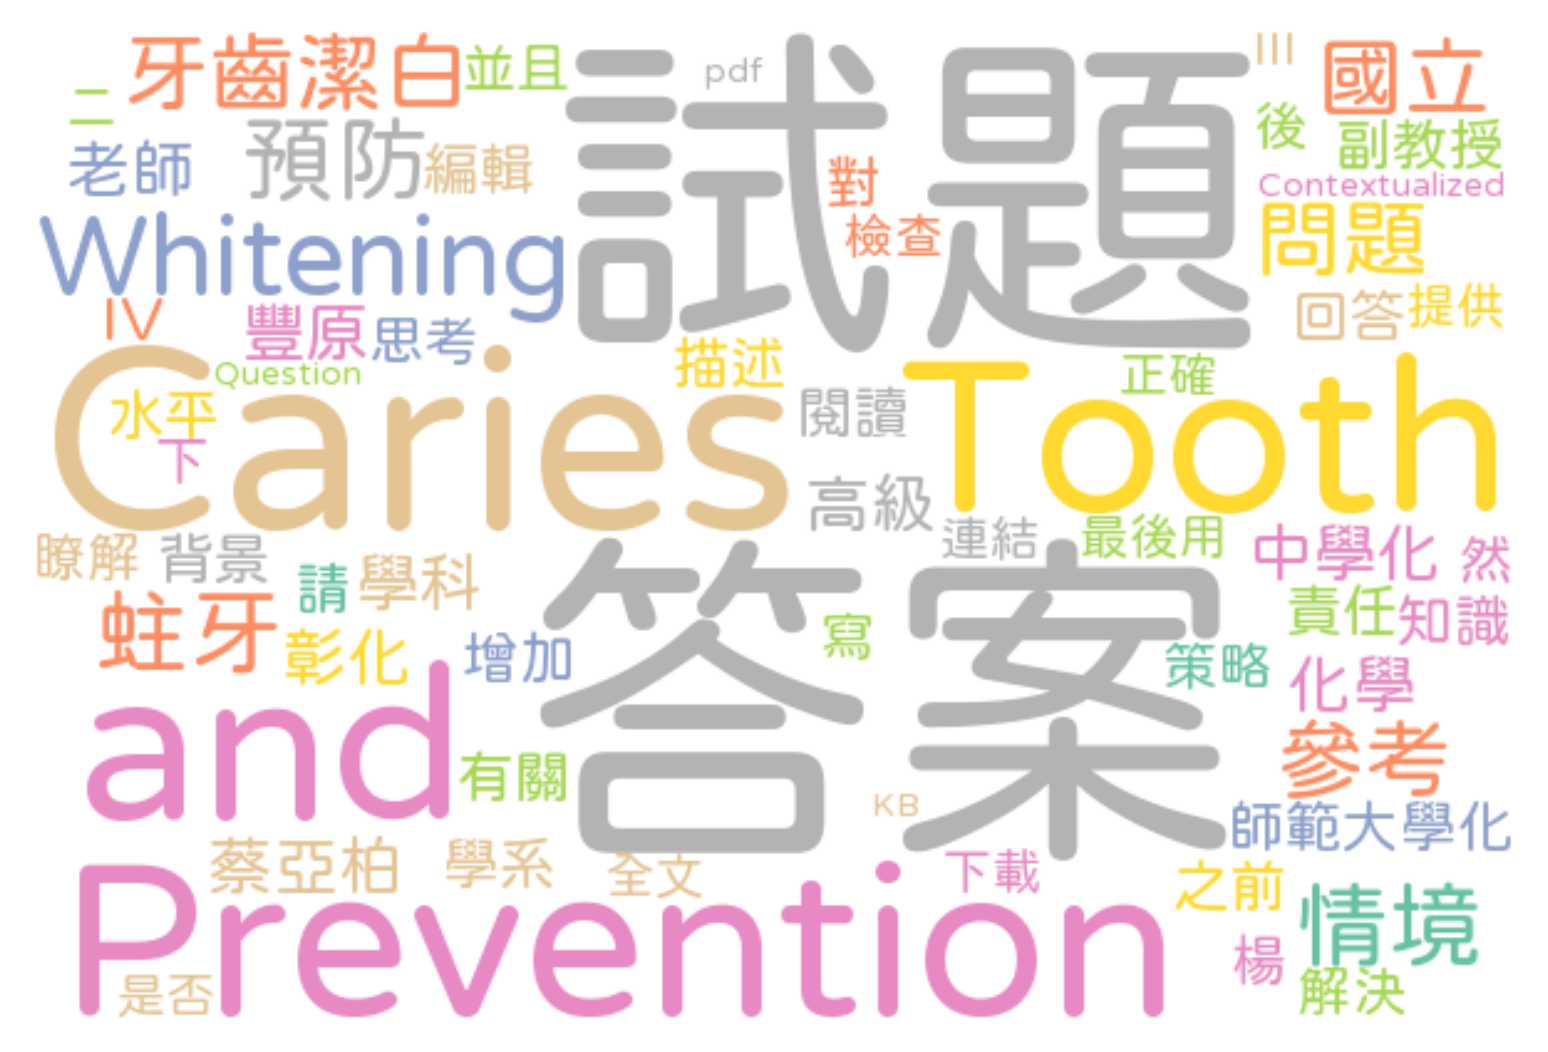 牙齒潔白
並且
試題
pdf
III
國立
二
後
副教授
老師
預防
編輯
對
Contextualized
Whitening
檢查
問題
IV
豐原
思考
回答
提供
Question
描述
正確
Caries
Tooth
水平
閱讀
下
高級
連結
最後用
中學化
然
瞭解
背景
請
學科
答案
責任
知識
蛀牙
彰化
增加
寫
策略
化學
and
有關
參考
KB
師範大學化
蔡亞柏
學系
全文
下載
之前
情境
Prevention
楊
是否
解決